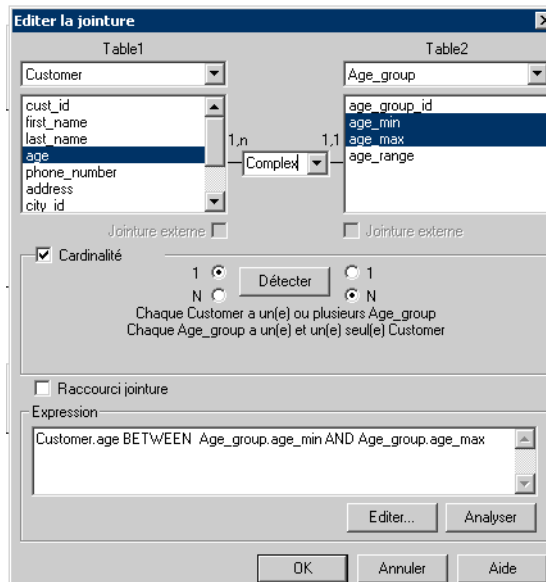 Editer la jointure
Table1 Table2
Customer Age_group
cust_id
first_name
last_name
age
phone_number
address
city_id
1,n Complex 1,1
age_group_id
age_min
age_max
age_range
Jointure externe Jointure externe
Cardinalité
1 Détecter 1
N N
Chaque Customer a un(e) ou plusieurs Age_group
Chaque Age_group a un(e) et un(e) seul(e) Customer
Raccourci jointure
Expression
Customer.age BETWEEN Age_group.age_min AND Age_group.age_max
Editer... Analyser
OK Annuler Aide